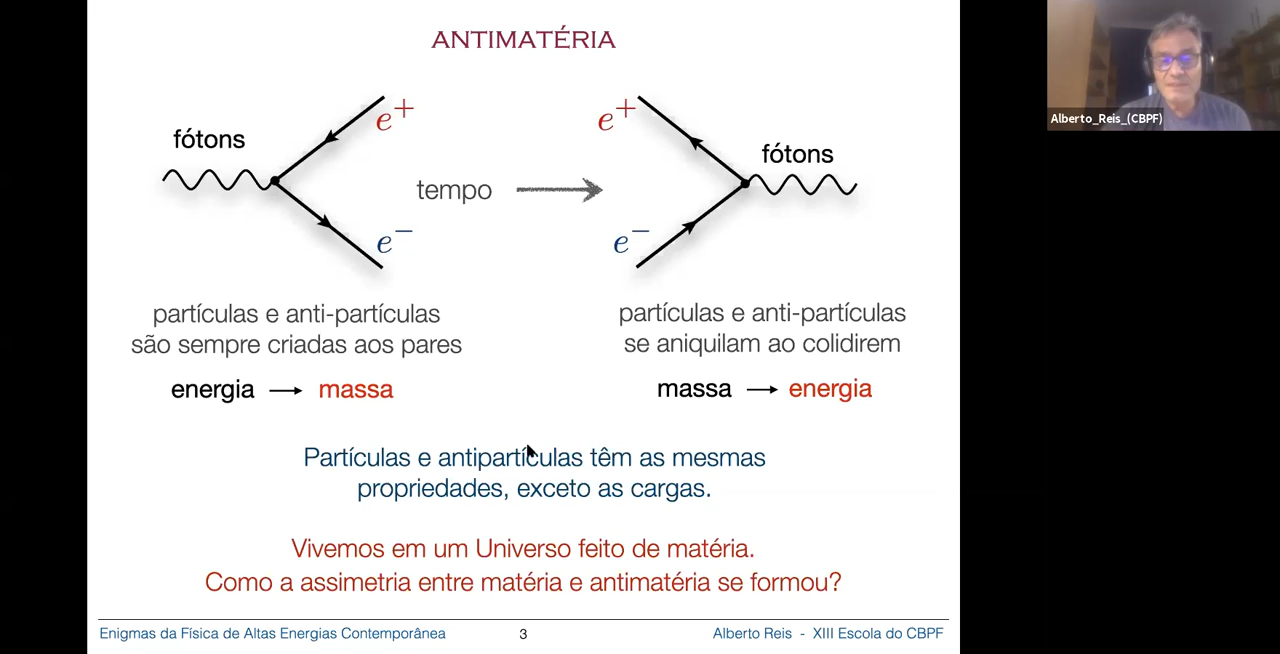 ANTIMATÉRIA
fótons
e+
e−
tempo
e+
e−
fótons
partículas e anti-partículas
são sempre criadas aos pares
energia → massa
partículas e anti-partículas
se aniquilam ao colidirem
massa → energia
Partículas e antipartículas têm as mesmas
propriedades, exceto as cargas.
Vivemos em um Universo feito de matéria.
Como a assimetria entre matéria e antimatéria se formou?
Enigmas da Física de Altas Energias Contemporânea
3
Alberto Reis - XIII Escola do CBPF
Alberto_Reis_(CBPF)